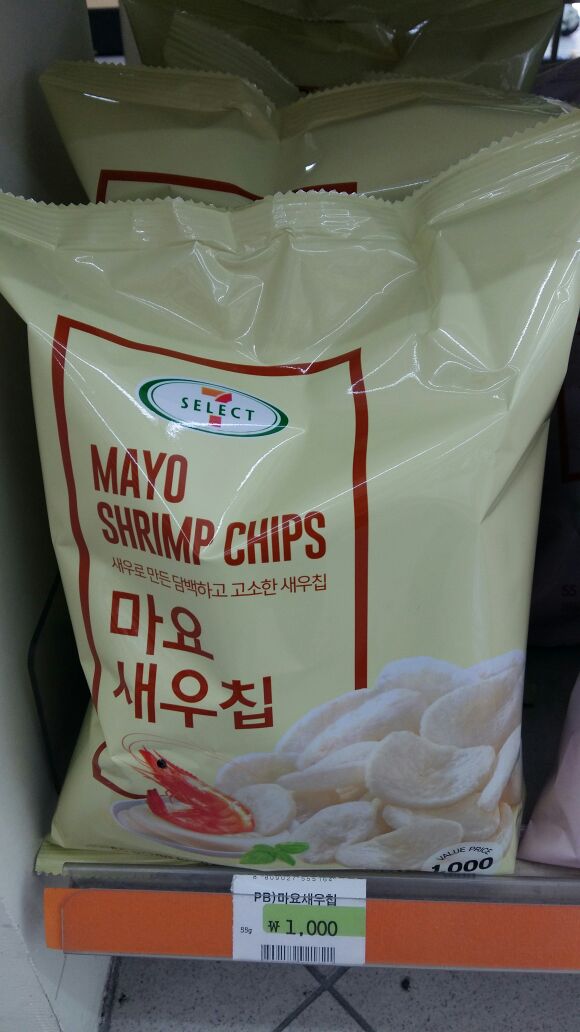 7
SELECT
MAYO
SHRIMP CHIPS
새우로 만든 담백하고 고소한 새우칩
마요
새우칩
VALUE PRICE
1,000
PB)마요새우칩
55g
₩ 1,000